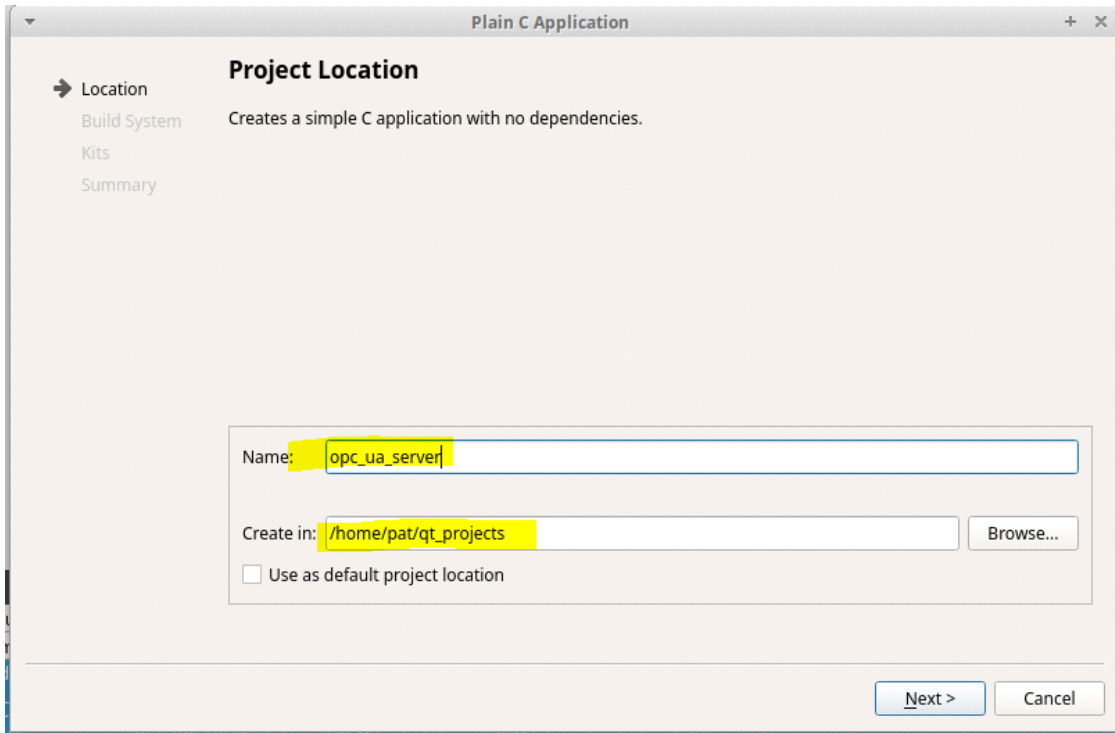 Plain C Application
Location
Build System
Kits
Summary
Project Location
Creates a simple C application with no dependencies.
Name: opc_ua_server
Create in: /home/pat/qt_projects Browse...
Use as default project location
Next > Cancel